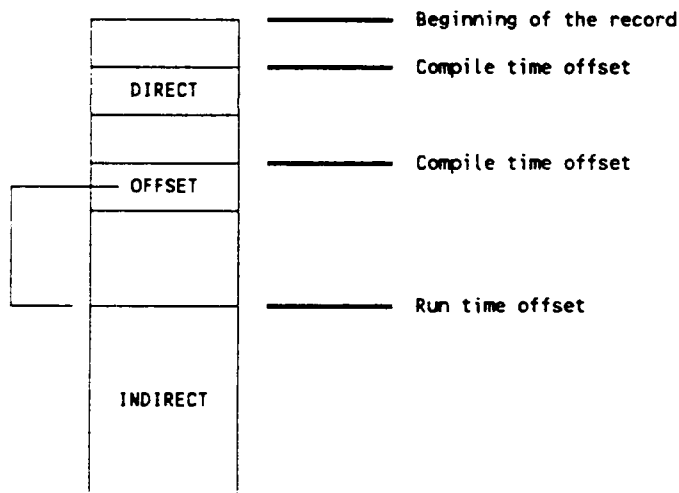 Beginning of the record
Compile time offset
DIRECT
Compile time offset
OFFSET
Run time offset
INDIRECT